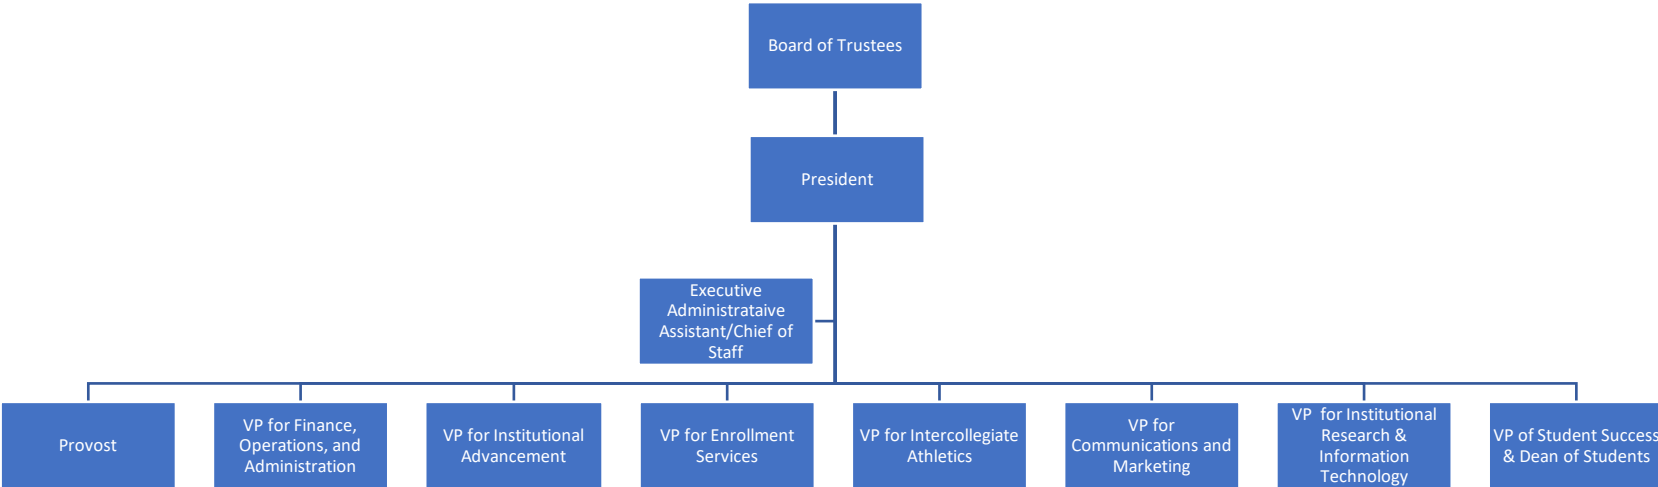 Board of Trustees
President
Executive
Administrataive
Assistant/Chief of
Staff
Provost
VP for Finance,
Operations, and
Administration
VP for Institutional
Advancement
VP for Enrollment
Services
VP for Intercollegiate
Athletics
VP for
Communications and
Marketing
VP  for Institutional
Research &
Information
Technology
VP of Student Success
& Dean of Students